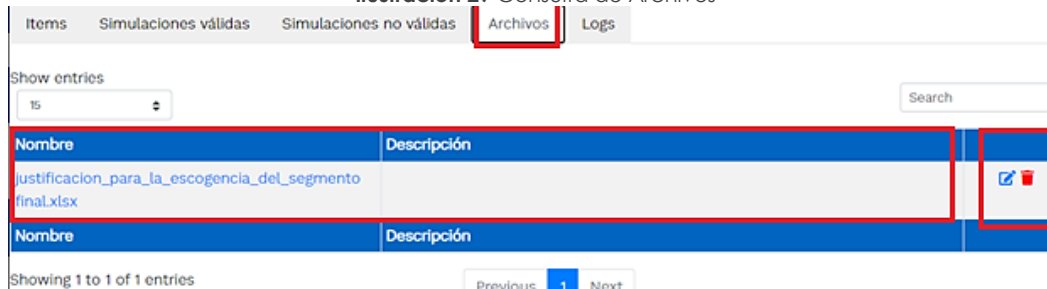 Ilustración 2. Consulta de Archivos
Items Simulaciones válidas Simulaciones no válidas Archivos Logs
Show entries
15 Search
Nombre Descripción
justificacion_para_la_escogencia_del_segmento
final.xlsx
Nombre Descripción
Showing 1 to 1 of 1 entries
Previous 1 Next